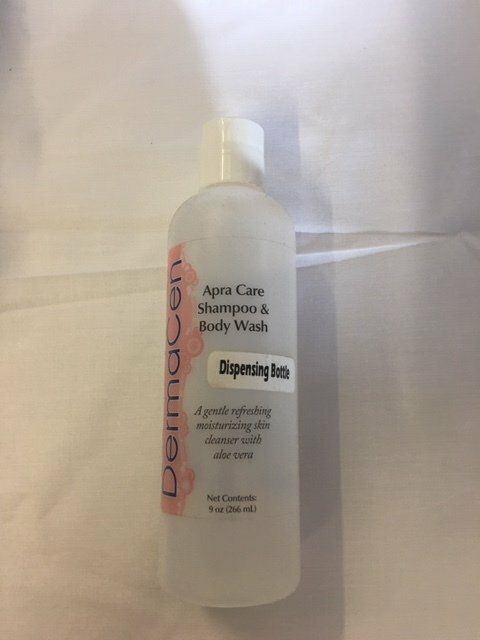 DermaCen
Apra Care
Shampoo &
Body Wash
Dispensing Bottle
A gentle refreshing
moisturizing skin
cleanser with
aloe vera
Net Contents:
9 oz (266 mL)